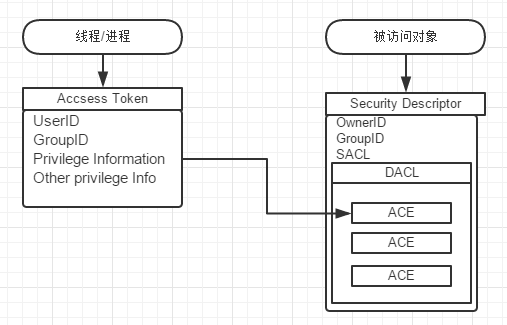 线程/进程
Accsess Token
UserID
GroupID
Privilege Information
Other privilege Info
被访问对象
Security Descriptor
OwnerID
GroupID
SACL
DACL
ACE
ACE
ACE